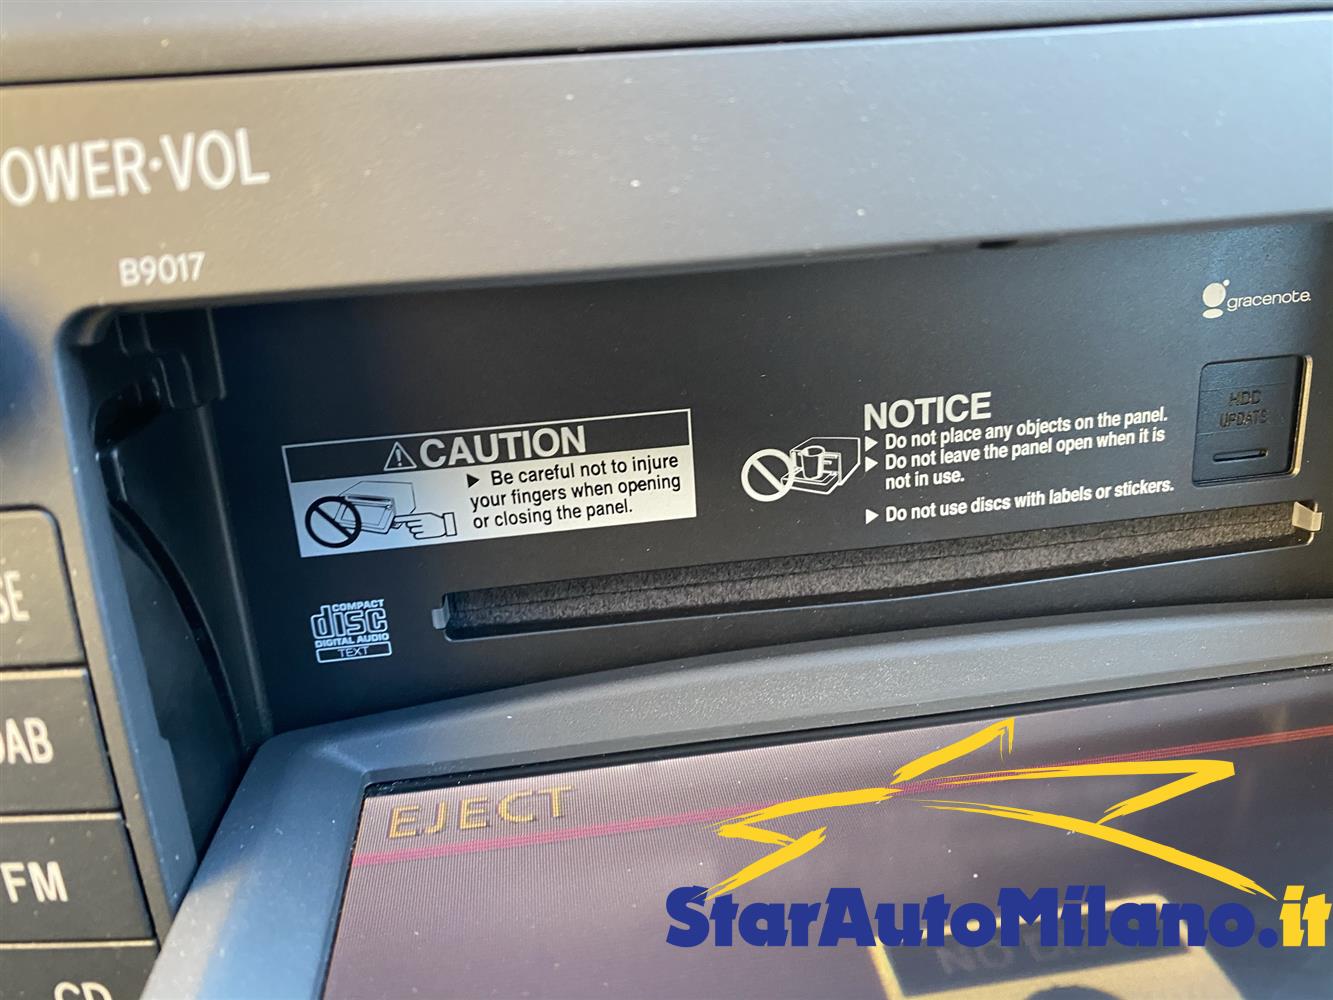 OWER·VOL
B9017
gracenote.
HDD
UPDATE
CAUTION
▶ Be careful not to injure
your fingers when opening
or closing the panel.
NOTICE
▶ Do not place any objects on the panel.
▶ Do not leave the panel open when it is
not in use.
▶ Do not use discs with labels or stickers.
COMPACT
disc
DIGITAL AUDIO
TEXT
SE
DAB
FM
CD
EJECT
StarAutoMilano.it
NO